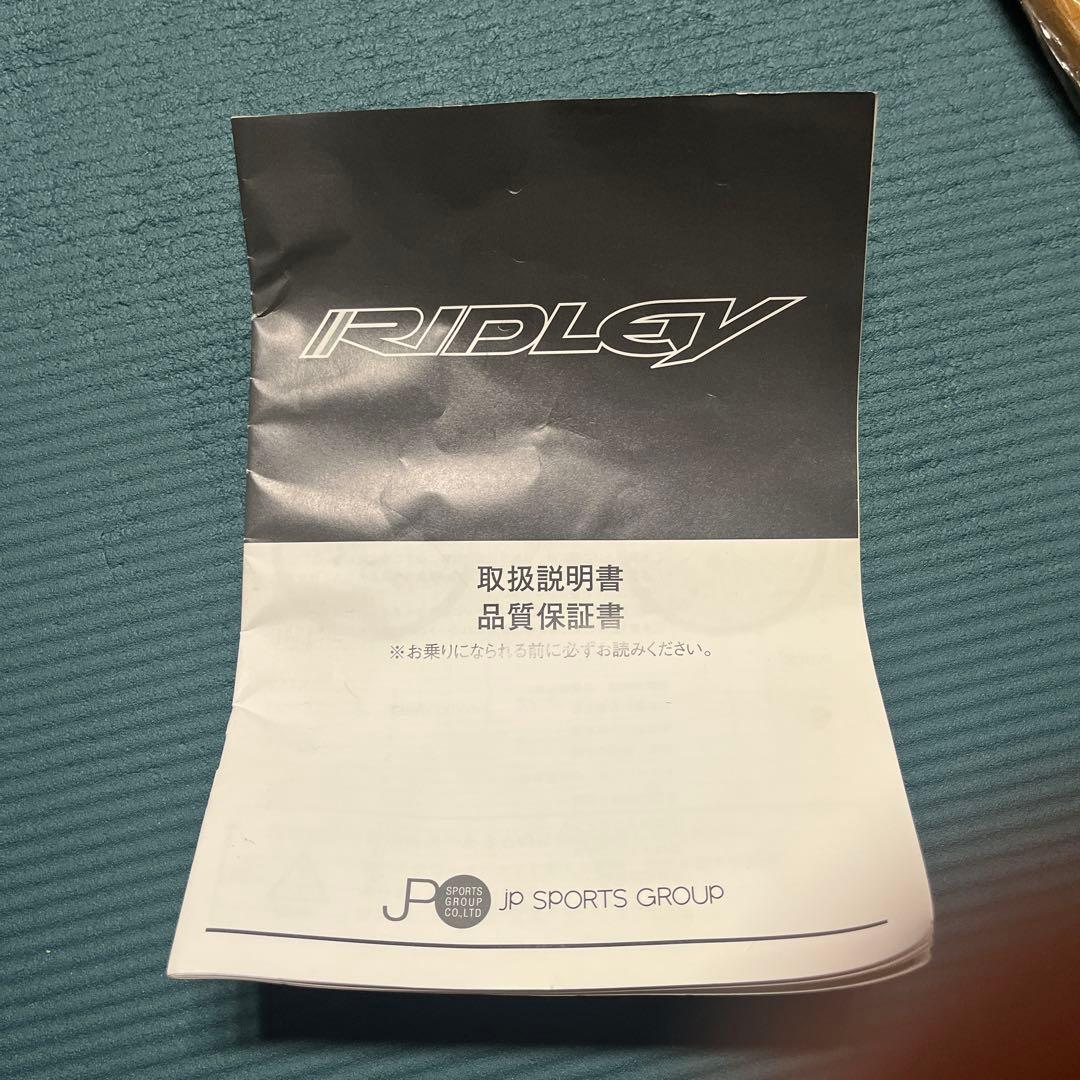 RIDLEY
取扱説明書
品質保証書
※お乗りになられる前に必ずお読みください。
JP SPORTS GROUP CO.,LTD jp SPORTS GROUP